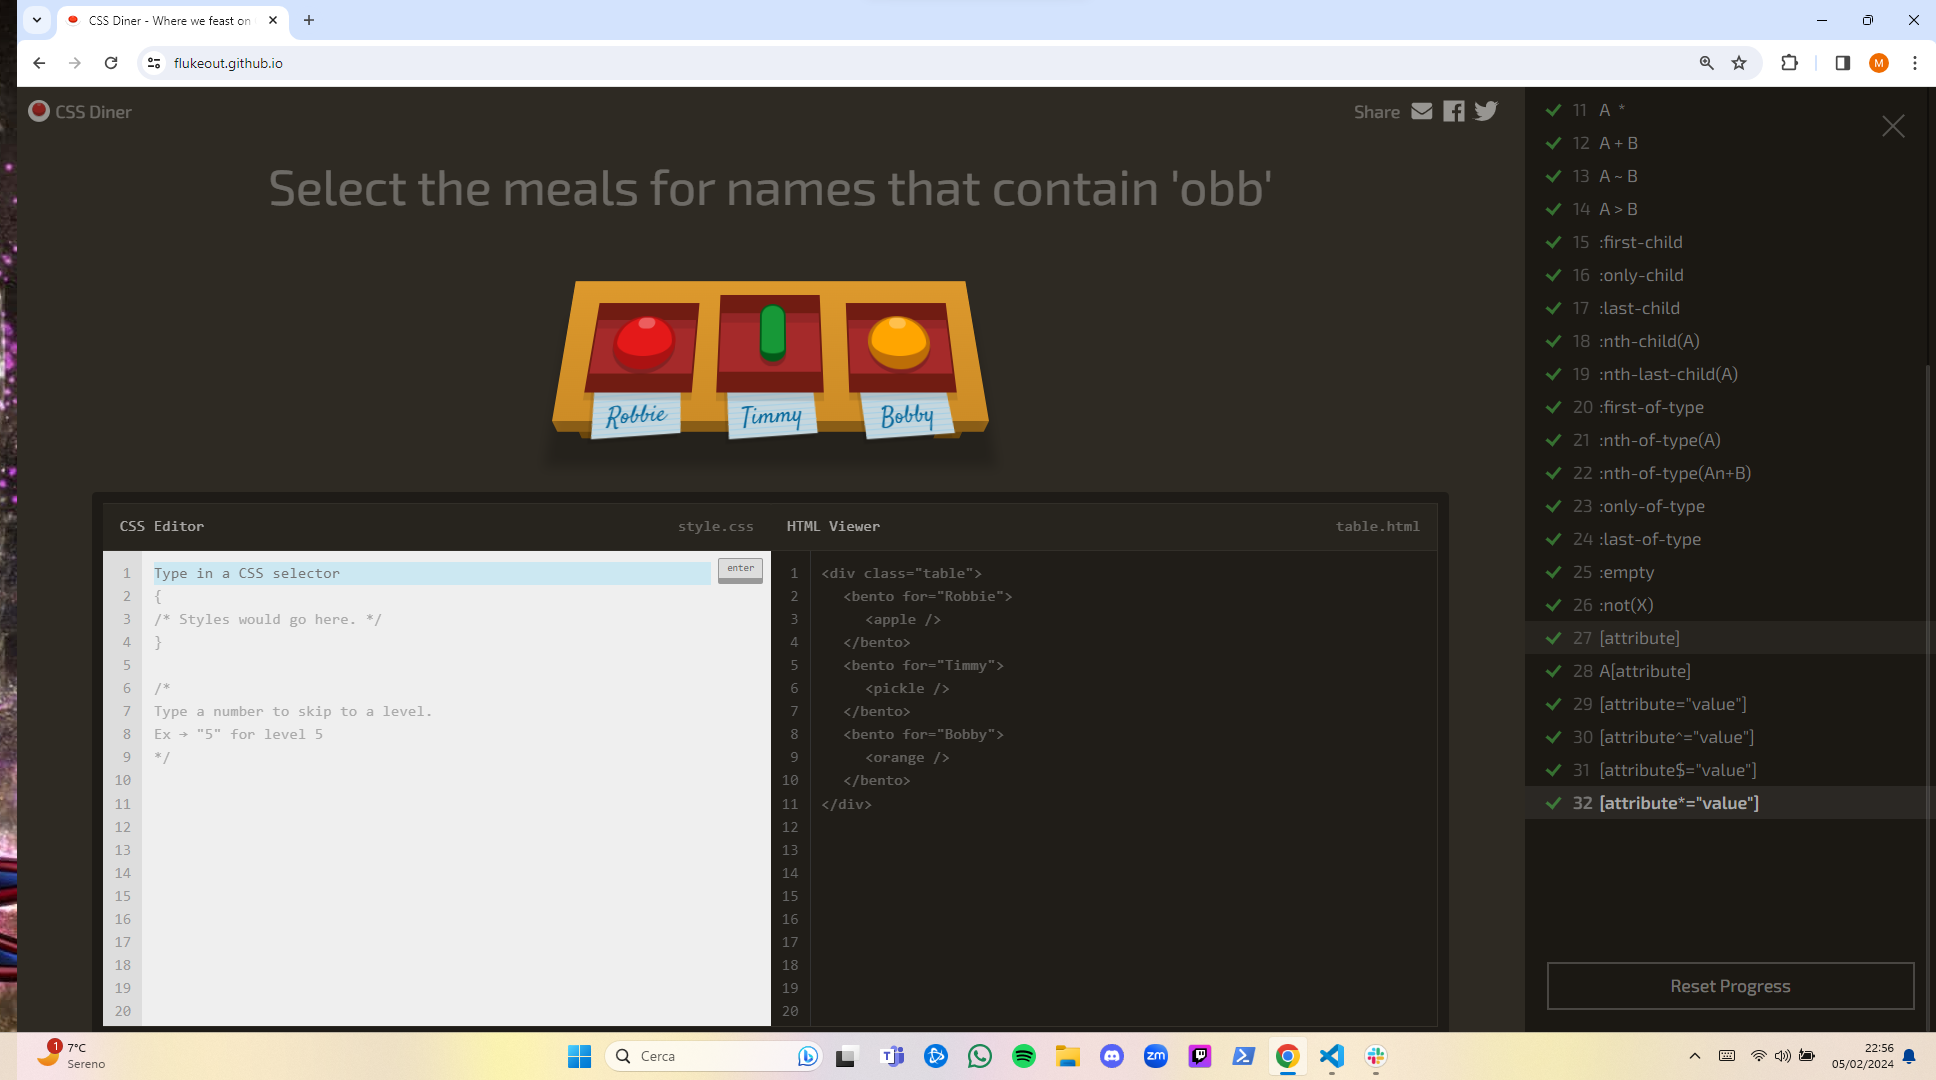 CSS Diner - Where we feast on
flukeout.github.io
M
CSS Diner
Share
Select the meals for names that contain 'obb'
Robbie
Timmy
Bobby
CSS Editor
style.css
HTML Viewer
table.html
1 Type in a CSS selector
enter
2 {
3 /* Styles would go here. */
4 }
5
6 /*
7 Type a number to skip to a level.
8 Ex → "5" for level 5
9 */
10
11
12
13
14
15
16
17
18
19
20
1 <div class="table">
2 <bento for="Robbie">
3 <apple />
4 </bento>
5 <bento for="Timmy">
6 <pickle />
7 </bento>
8 <bento for="Bobby">
9 <orange />
10 </bento>
11 </div>
12
13
14
15
16
17
18
19
20
11 A *
12 A + B
13 A ~ B
14 A > B
15 :first-child
16 :only-child
17 :last-child
18 :nth-child(A)
19 :nth-last-child(A)
20 :first-of-type
21 :nth-of-type(A)
22 :nth-of-type(An+B)
23 :only-of-type
24 :last-of-type
25 :empty
26 :not(X)
27 [attribute]
28 A[attribute]
29 [attribute="value"]
30 [attribute^="value"]
31 [attribute$="value"]
32 [attribute*="value"]
Reset Progress
1
7°C
Sereno
Cerca
zm
22:56
05/02/2024